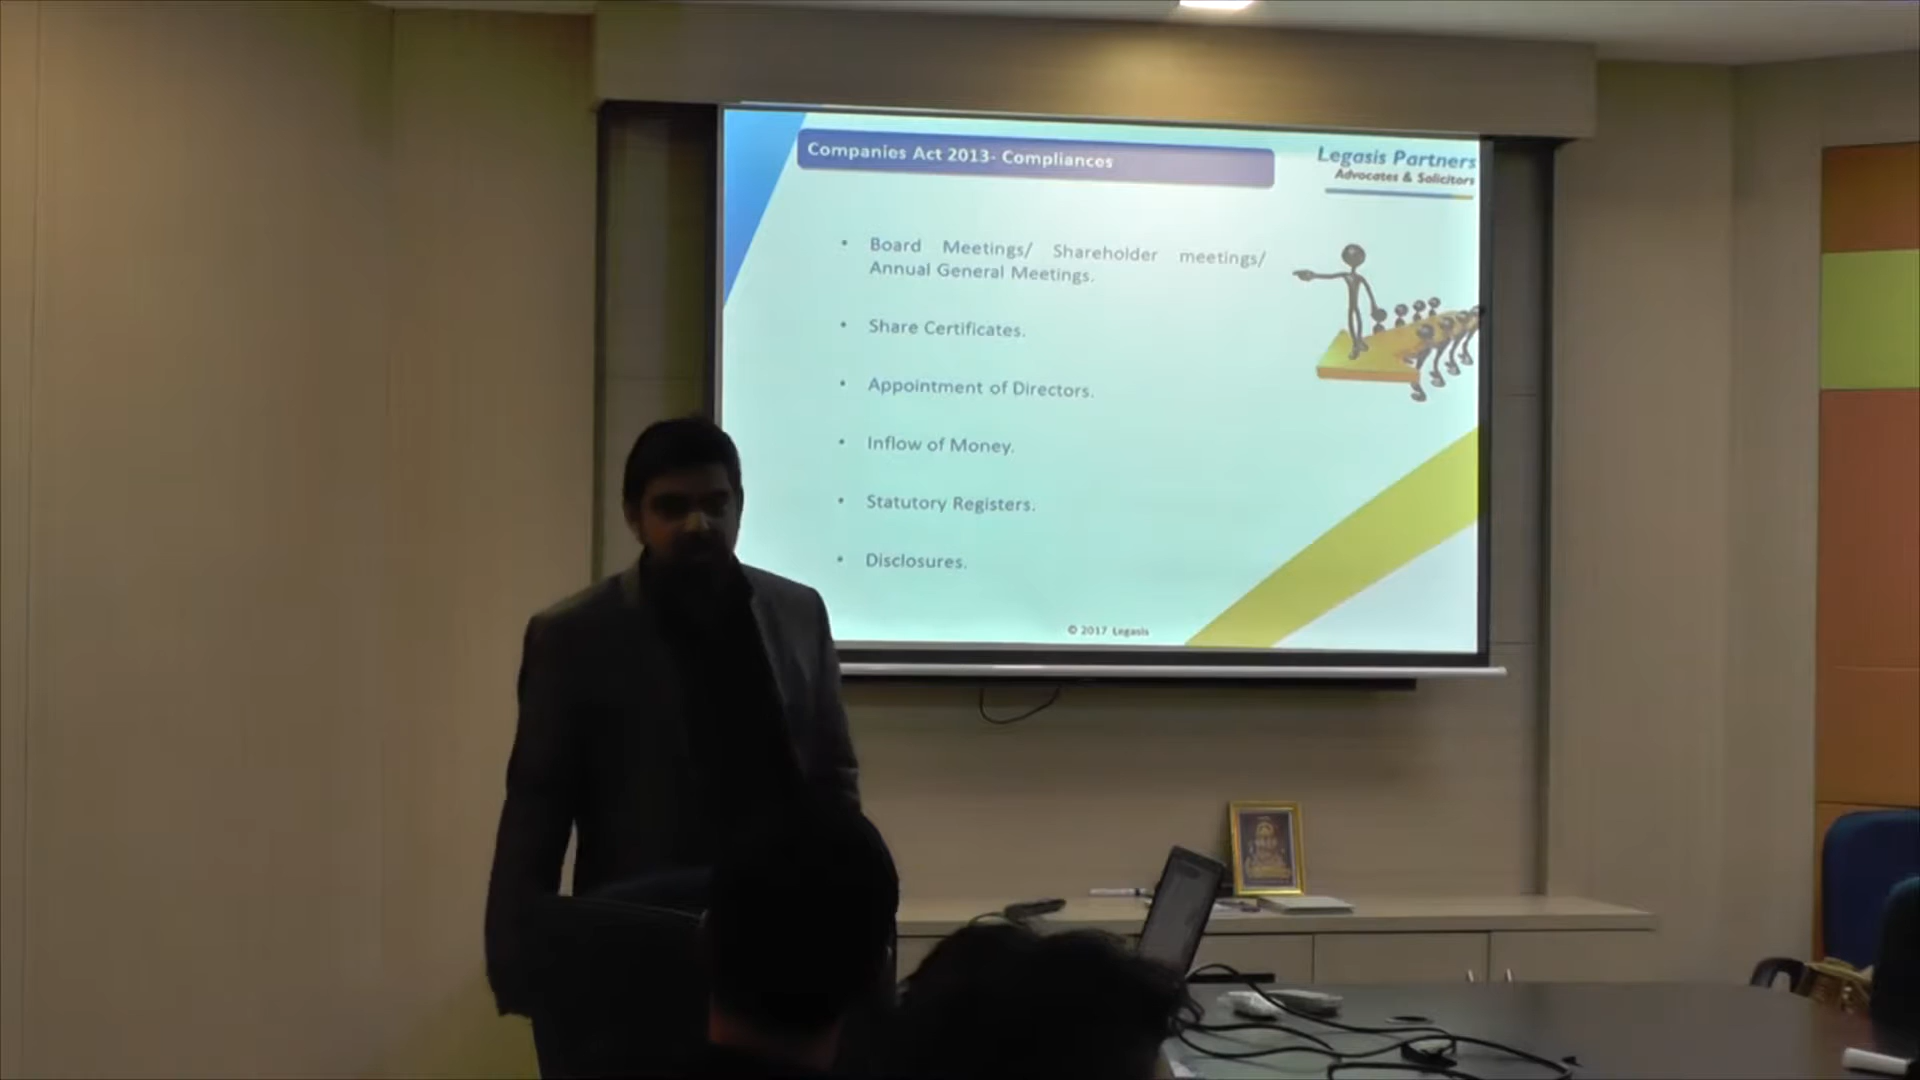 Companies Act 2013- Compliances
Legasis Partners
Advocates & Solicitors
• Board Meetings/ Shareholder meetings/
Annual General Meetings.
• Share Certificates.
• Appointment of Directors.
• Inflow of Money.
• Statutory Registers.
• Disclosures.
© 2017 Legasis